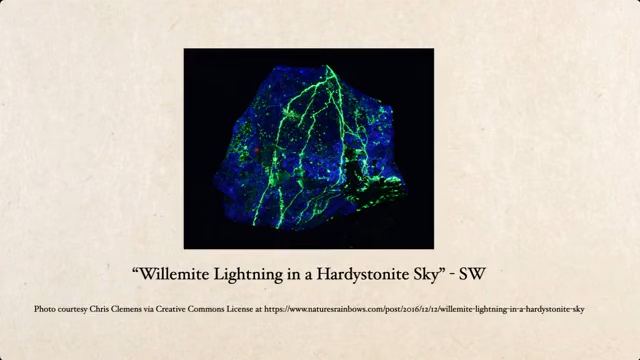 “Willemite Lightning in a Hardystonite Sky” - SW
Photo courtesy Chris Clemens via Creative Commons License at https://www.naturesrainbows.com/post/2016/12/12/willemite-lightning-in-a-hardystonite-sky